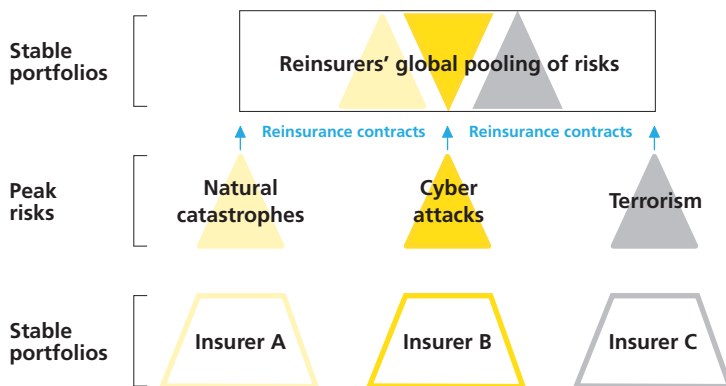 Stable
portfolios
Reinsurers’ global pooling of risks
Reinsurance contracts
Reinsurance contracts
Peak
risks
Natural
catastrophes
Cyber
attacks
Terrorism
Stable
portfolios
Insurer A
Insurer B
Insurer C